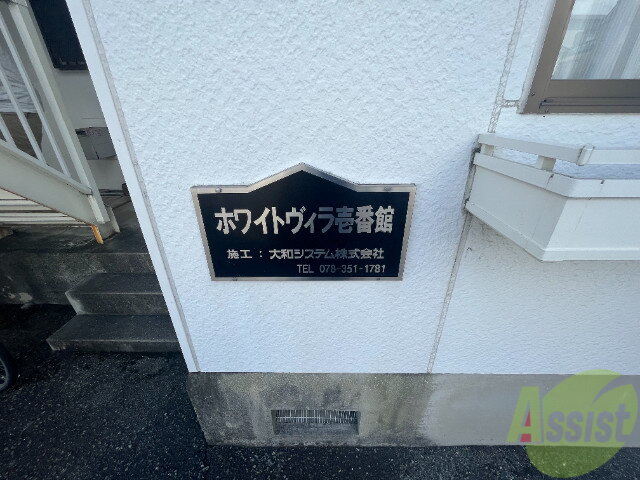 ホワイトヴィラ壱番館
施工：大和システム株式会社
TEL 078-351-1781
Assist